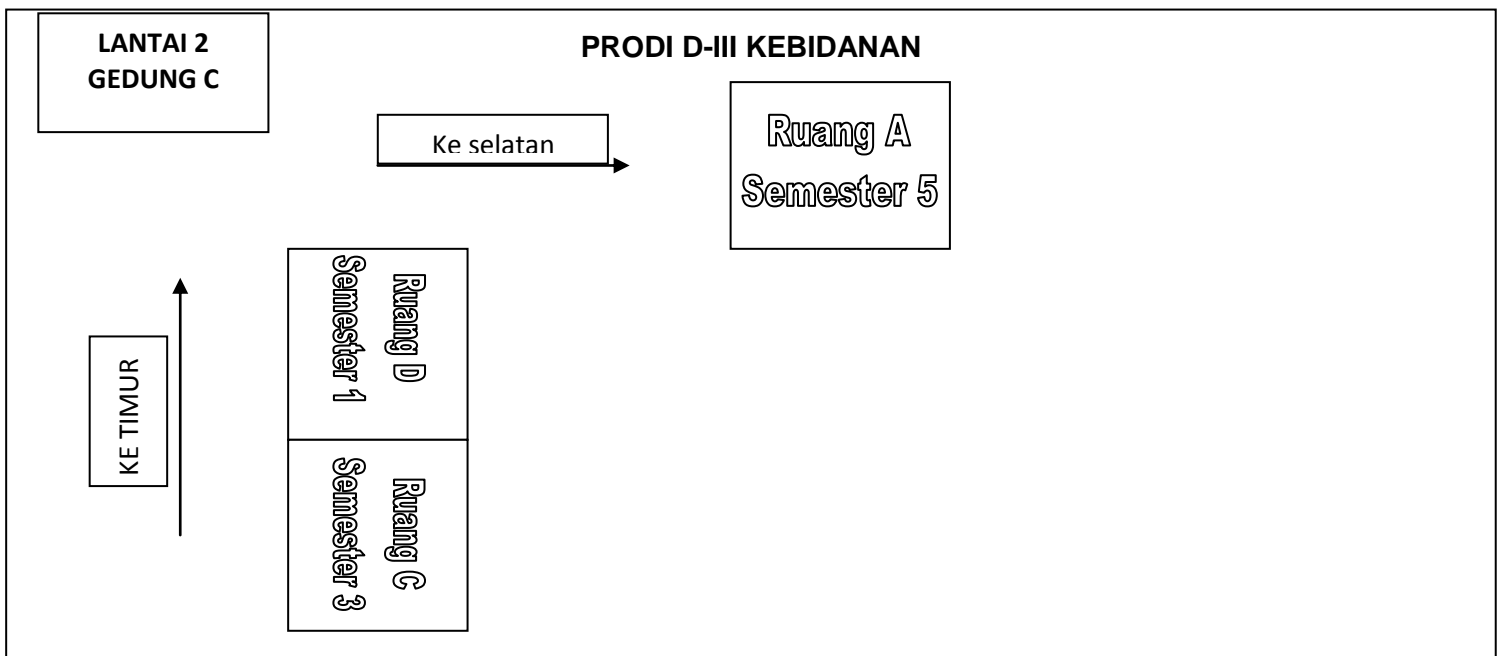 LANTAI 2
GEDUNG C
PRODI D-III KEBIDANAN
Ke selatan
Ruang A
Semester 5
KE TIMUR
Ruang D
Semester 1
Ruang C
Semester 3